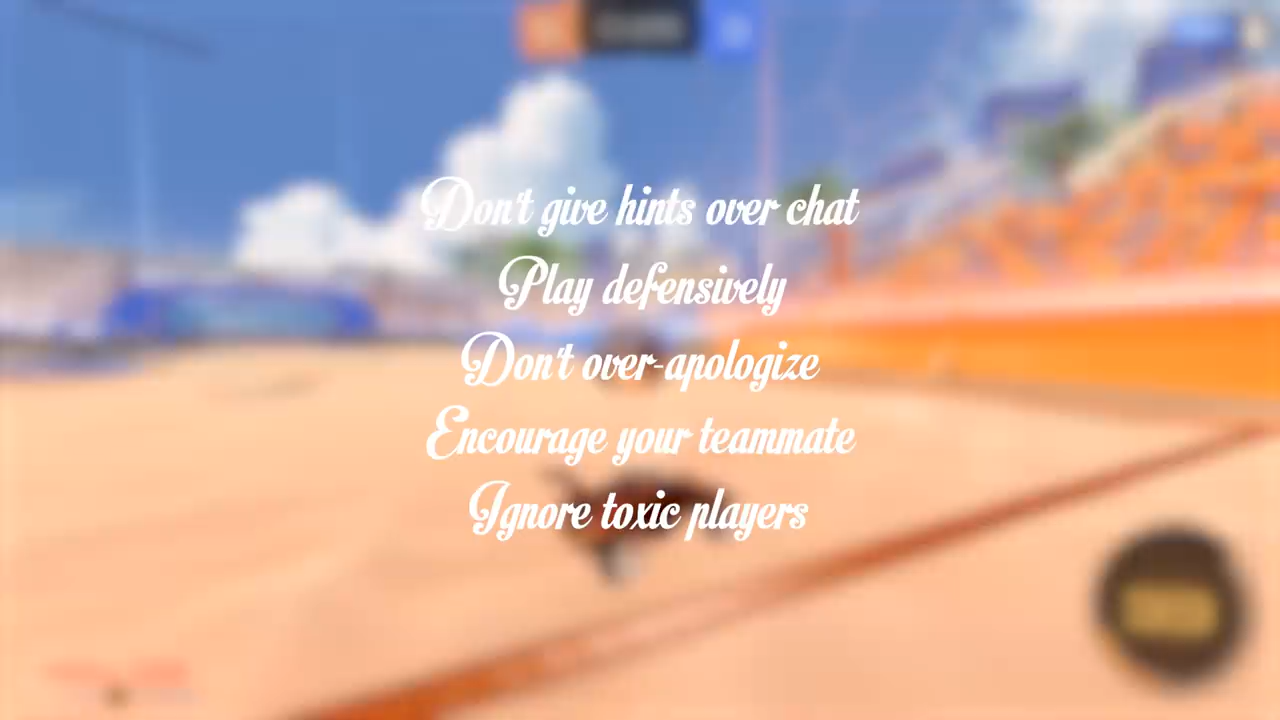 Don't give hints over chat
Play defensively
Don't over-apologize
Encourage your teammate
Ignore toxic players